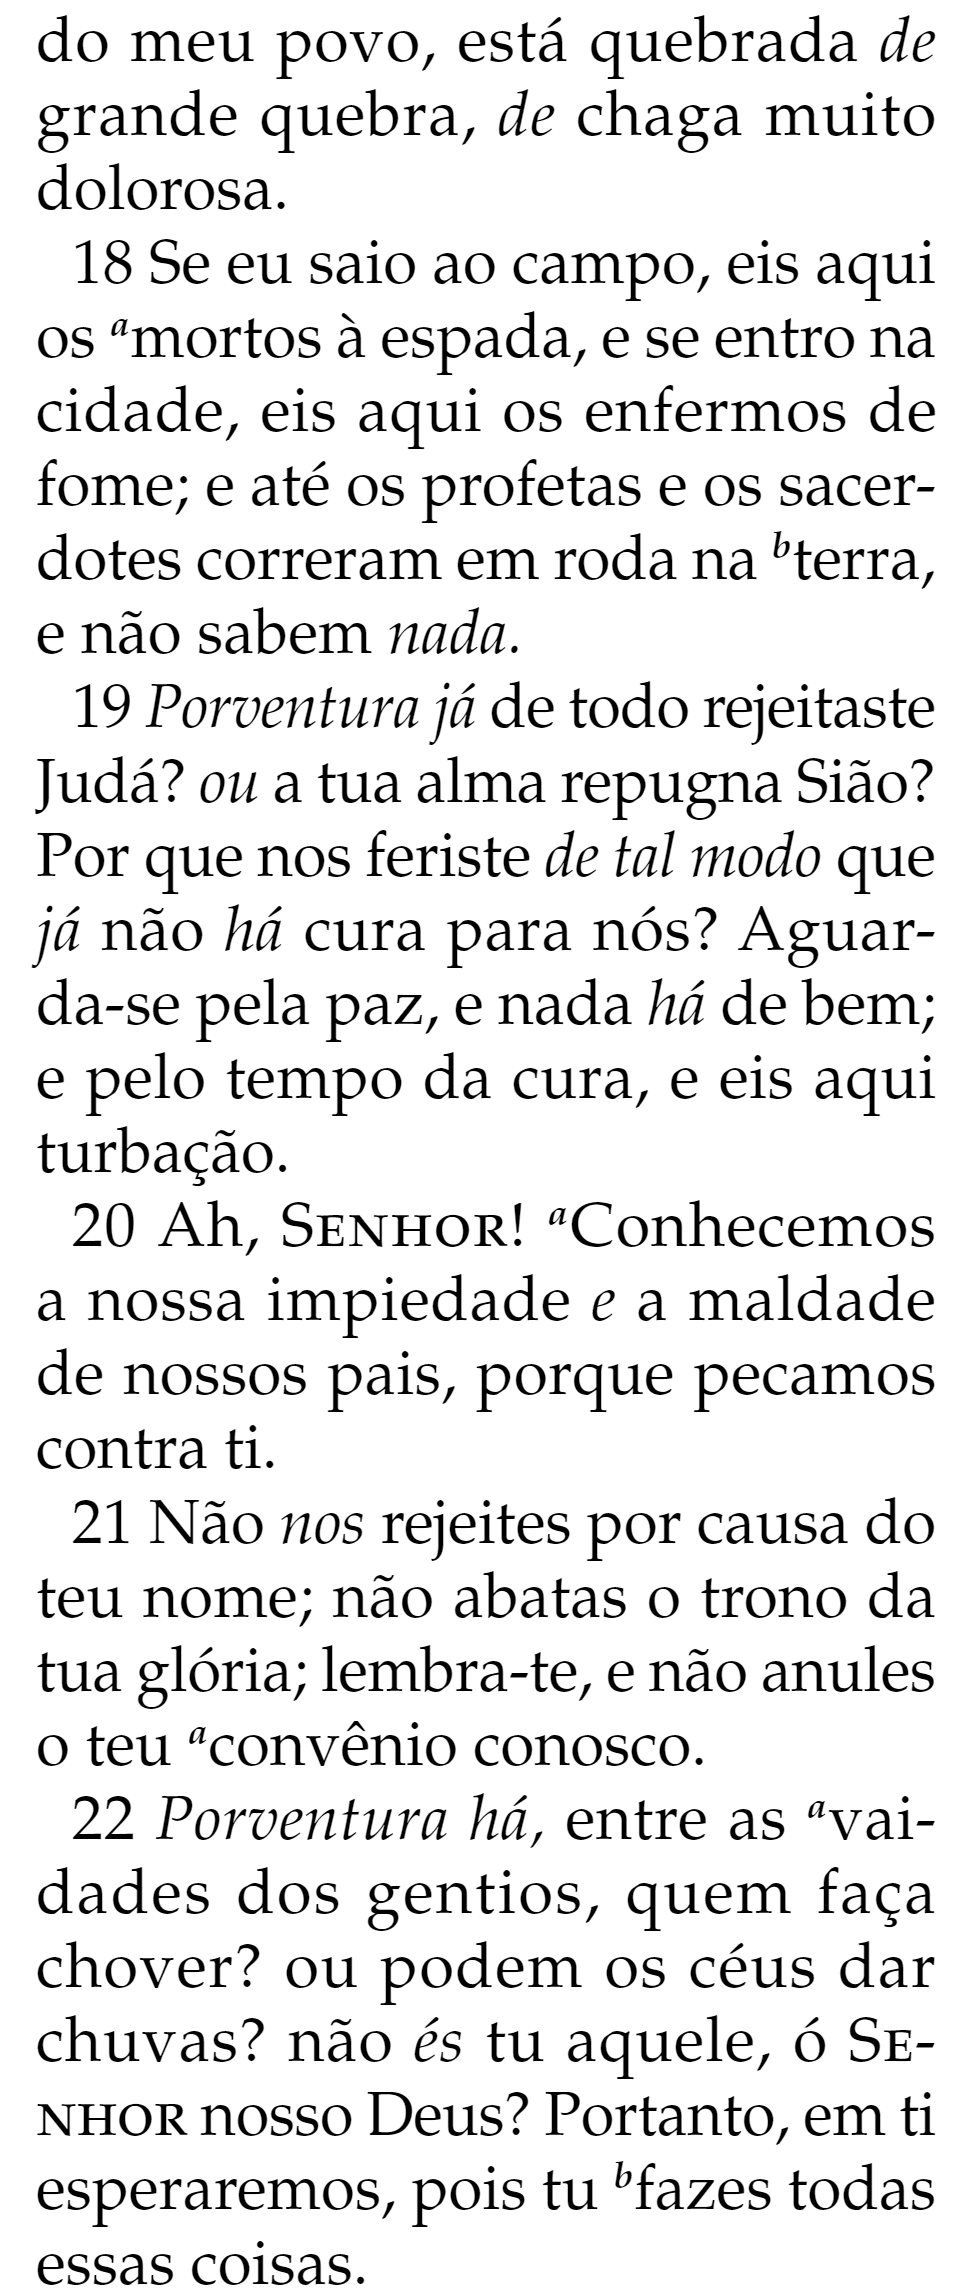 do meu povo, está quebrada de
grande quebra, de chaga muito
dolorosa.
18 Se eu saio ao campo, eis aqui
os ᵃmortos à espada, e se entro na
cidade, eis aqui os enfermos de
fome; e até os profetas e os sacer-
dotes correram em roda na ᵇterra,
e não sabem nada.
19 Porventura já de todo rejeitaste
Judá? ou a tua alma repugna Sião?
Por que nos feriste de tal modo que
já não há cura para nós? Aguar-
da-se pela paz, e nada há de bem;
e pelo tempo da cura, e eis aqui
turbação.
20 Ah, SENHOR! ᵃConhecemos
a nossa impiedade e a maldade
de nossos pais, porque pecamos
contra ti.
21 Não nos rejeites por causa do
teu nome; não abatas o trono da
tua glória; lembra-te, e não anules
o teu ᵃconvênio conosco.
22 Porventura há, entre as ᵃvai-
dades dos gentios, quem faça
chover? ou podem os céus dar
chuvas? não és tu aquele, ó SE-
NHOR nosso Deus? Portanto, em ti
esperaremos, pois tu ᵇfazes todas
essas coisas.